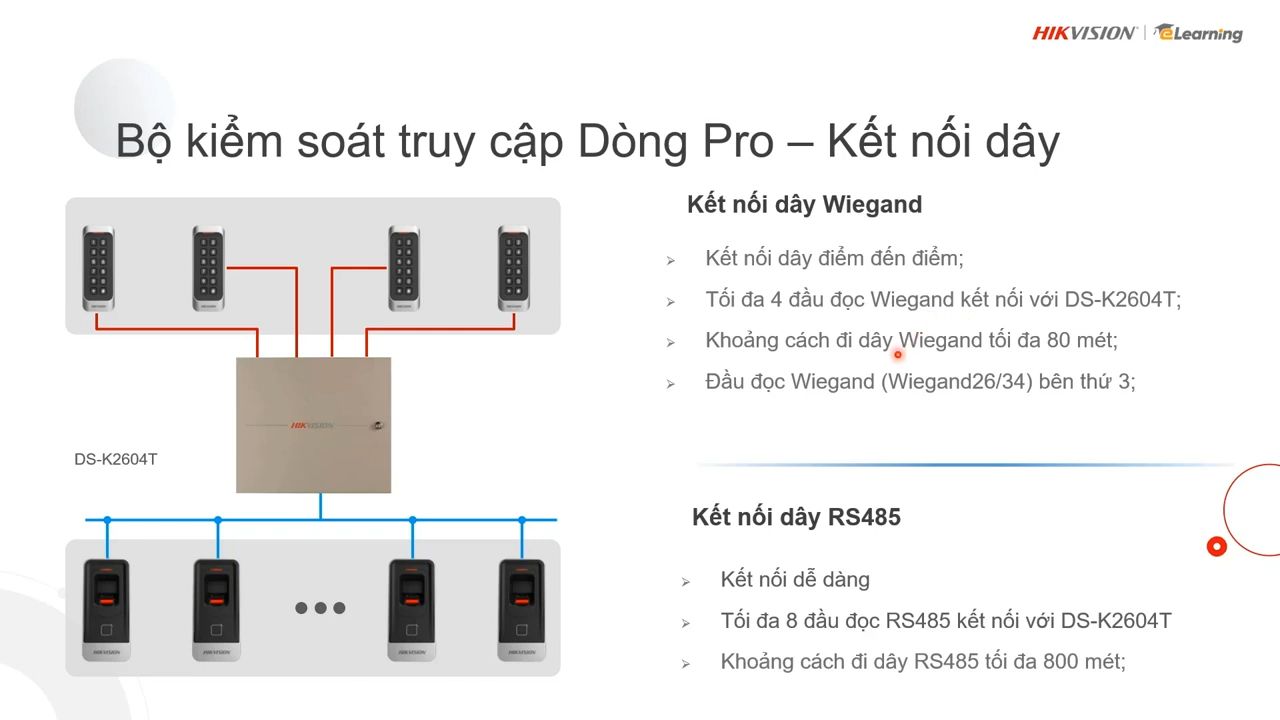 HIKVISION | eLearning
Bộ kiểm soát truy cập Dòng Pro – Kết nối dây
Kết nối dây Wiegand
Kết nối dây điểm đến điểm;
Tối đa 4 đầu đọc Wiegand kết nối với DS-K2604T;
Khoảng cách đi dây Wiegand tối đa 80 mét;
Đầu đọc Wiegand (Wiegand26/34) bên thứ 3;
HIKVISION
DS-K2604T
Kết nối dây RS485
Kết nối dễ dàng
Tối đa 8 đầu đọc RS485 kết nối với DS-K2604T
Khoảng cách đi dây RS485 tối đa 800 mét;
HIKVISION
HIKVISION
HIKVISION
HIKVISION